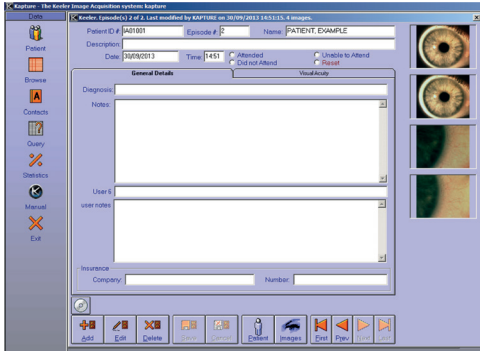 Kapture - The Keeler Image Acquisition system: kapture
Data
Patient
Browse
Contacts
Query
Statistics
Manual
Exit
Keeler. Episode(s) 2 of 2. Last modified by KAPTURE on 30/09/2013 14:51:15. 4 images.
Patient ID # IA01001 Episode #: 2 Name: PATIENT, EXAMPLE
Description:
Date: 30/09/2013 Time: 14:51 Attended Unable to Attend
Did not Attend Reset
General Details Visual Acuity
Diagnosis:
Notes:
User 6
user notes
Insurance
Company: Number:
Add Edit Delete Save Cancel Patient Images First Prev Next Last